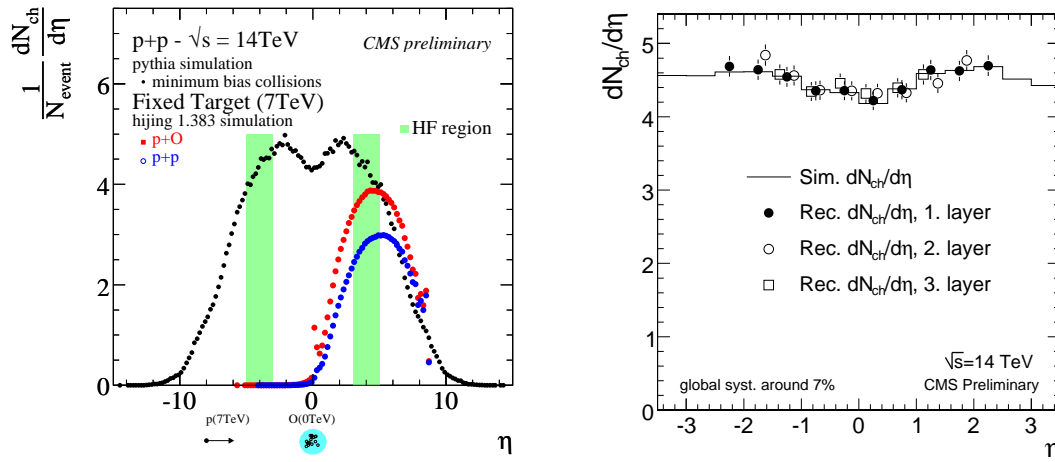 1/N_event dN_ch/dη
p+p - √s = 14TeV
CMS preliminary
pythia simulation
• minimum bias collisions
Fixed Target (7TeV)
hijing 1.383 simulation
HF region
p+O
p+p
6
4
2
0
-10 0 10
p(7TeV) O(0TeV)
η
dN_ch/dη
5
4
3
2
1
0
Sim. dN_ch/dη
Rec. dN_ch/dη, 1. layer
Rec. dN_ch/dη, 2. layer
Rec. dN_ch/dη, 3. layer
√s=14 TeV
global syst. around 7% CMS Preliminary
-3 -2 -1 0 1 2 3
η